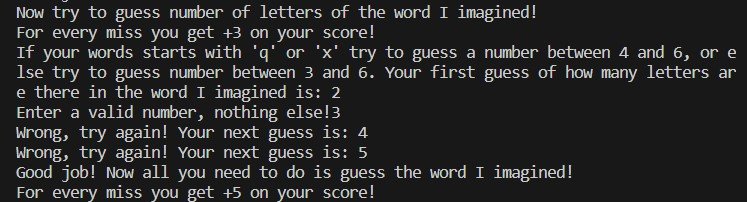 Now try to guess number of letters of the word I imagined!
For every miss you get +3 on your score!
If your words starts with 'q' or 'x' try to guess a number between 4 and 6, or e
lse try to guess number between 3 and 6. Your first guess of how many letters ar
e there in the word I imagined is: 2
Enter a valid number, nothing else!3
Wrong, try again! Your next guess is: 4
Wrong, try again! Your next guess is: 5
Good job! Now all you need to do is guess the word I imagined!
For every miss you get +5 on your score!